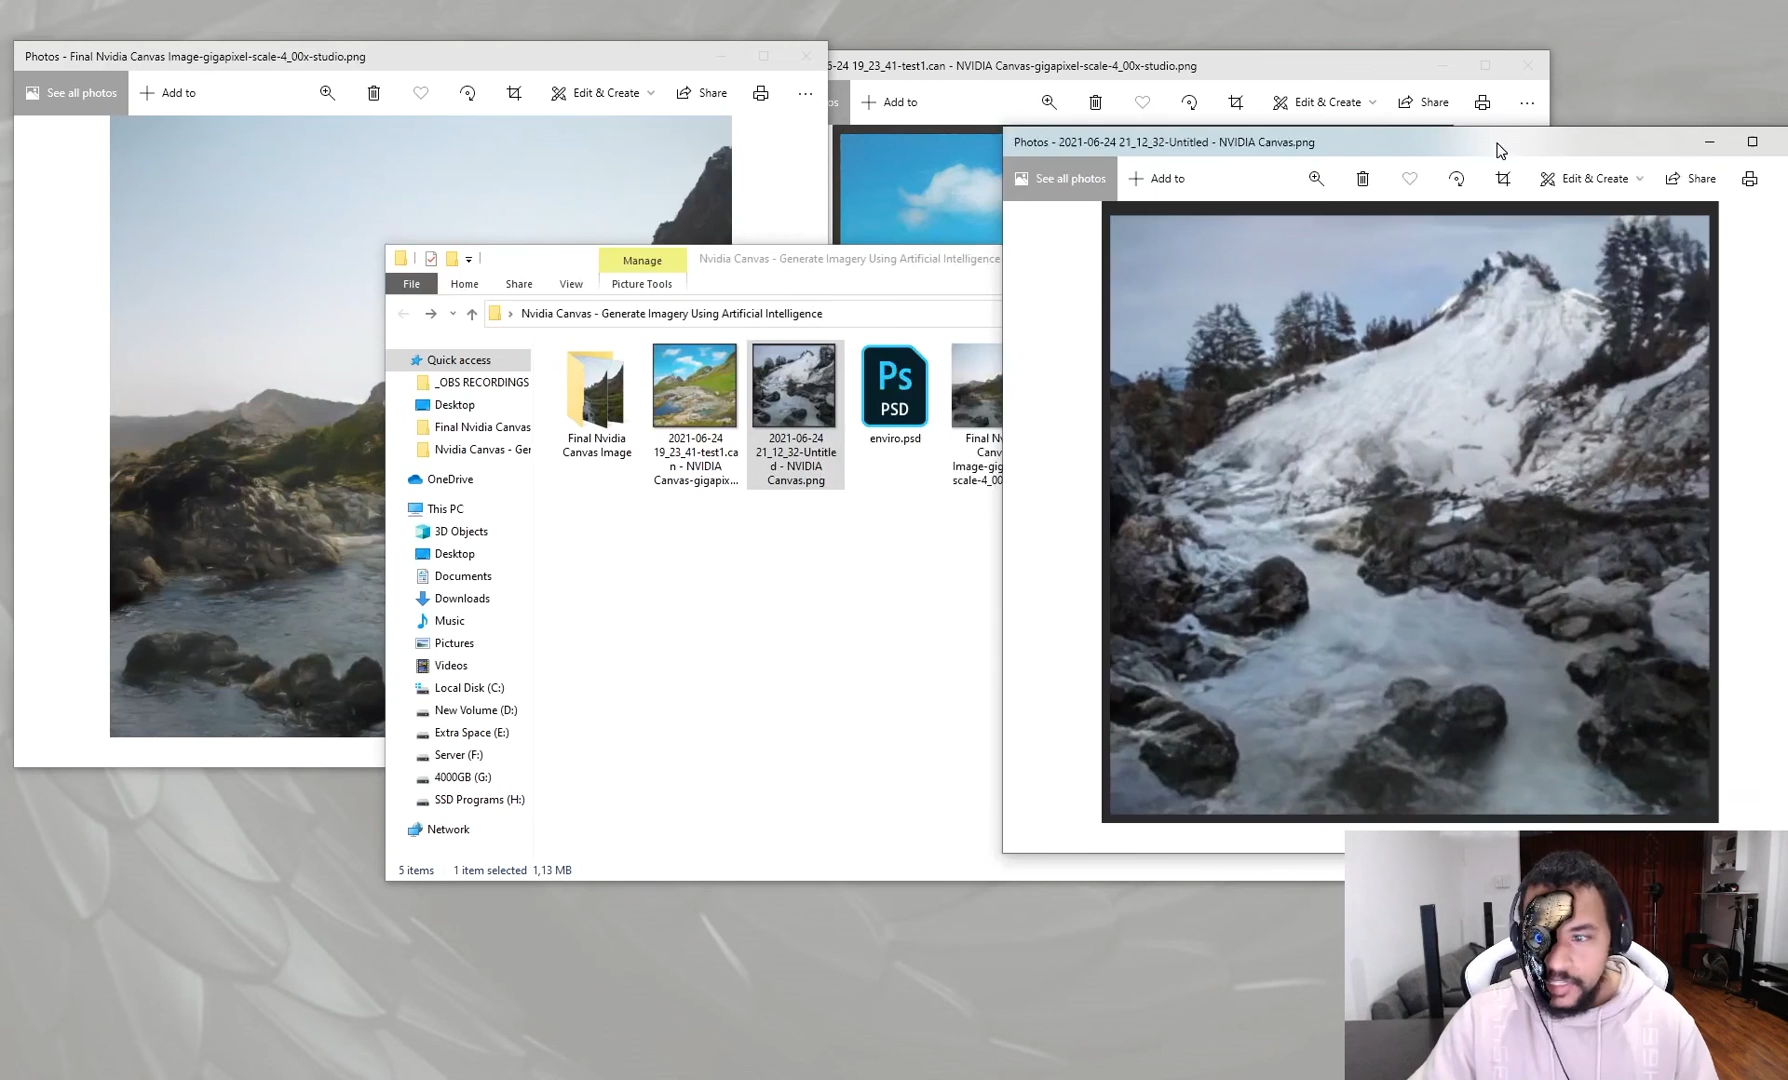 Photos - Final Nvidia Canvas Image-gigapixel-scale-4_00x-studio.png
See all photos
Add to
Edit & Create
Share
-24 19_23_41-test1.can - NVIDIA Canvas-gigapixel-scale-4_00x-studio.png
Add to
Edit & Create
Share
Photos - 2021-06-24 21_12_32-Untitled - NVIDIA Canvas.png
See all photos
Add to
Edit & Create
Share
Manage
Nvidia Canvas - Generate Imagery Using Artificial Intelligence
File
Home
Share
View
Picture Tools
Nvidia Canvas - Generate Imagery Using Artificial Intelligence
Quick access
_OBS RECORDINGS
Desktop
Final Nvidia Canvas
Nvidia Canvas - Ger
OneDrive
This PC
3D Objects
Desktop
Documents
Downloads
Music
Pictures
Videos
Local Disk (C:)
New Volume (D:)
Extra Space (E:)
Server (F:)
4000GB (G:)
SSD Programs (H:)
Network
Final Nvidia
Canvas Image
2021-06-24
19_23_41-test1.ca
n - NVIDIA
Canvas-gigapix...
2021-06-24
21_12_32-Untitle
d - NVIDIA
Canvas.png
Ps
PSD
enviro.psd
Final N
Canv
Image-gig
scale-4_00
5 items
1 item selected 1,13 MB